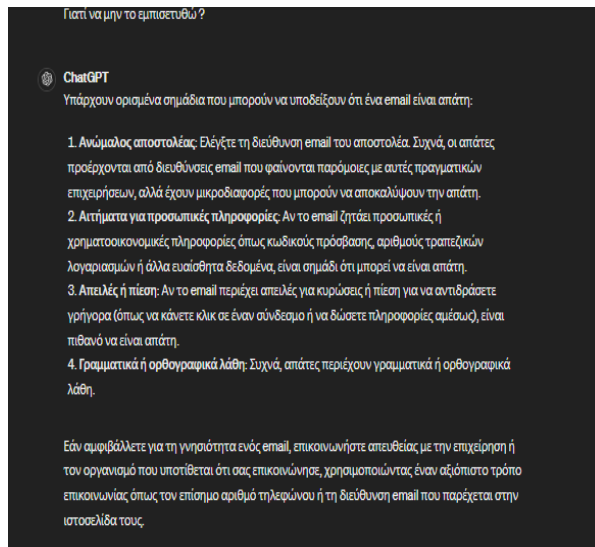 Γιατί να μην το εμπισετυθώ ?
ChatGPT
Υπάρχουν ορισμένα σημάδια που μπορούν να υποδείξουν ότι ένα email είναι απάτη:
1. Ανώμαλος αποστολέας: Ελέγξτε τη διεύθυνση email του αποστολέα. Συχνά, οι απάτες
προέρχονται από διευθύνσεις email που φαίνονται παρόμοιες με αυτές πραγματικών
επιχειρήσεων, αλλά έχουν μικροδιαφορές που μπορούν να αποκαλύψουν την απάτη.
2. Αιτήματα για προσωπικές πληροφορίες: Αν το email ζητάει προσωπικές ή
χρηματοοικονομικές πληροφορίες όπως κωδικούς πρόσβασης, αριθμούς τραπεζικών
λογαριασμών ή άλλα ευαίσθητα δεδομένα, είναι σημάδι ότι μπορεί να είναι απάτη.
3. Απειλές ή πίεση: Αν το email περιέχει απειλές για κυρώσεις ή πίεση για να αντιδράσετε
γρήγορα (όπως να κάνετε κλικ σε έναν σύνδεσμο ή να δώσετε πληροφορίες αμέσως), είναι
πιθανό να είναι απάτη.
4. Γραμματικά ή ορθογραφικά λάθη: Συχνά, απάτες περιέχουν γραμματικά ή ορθογραφικά
λάθη.
Εάν αμφιβάλλετε για τη γνησιότητα ενός email, επικοινωνήστε απευθείας με την επιχείρηση ή
τον οργανισμό που υποτίθεται ότι σας επικοινώνησε, χρησιμοποιώντας έναν αξιόπιστο τρόπο
επικοινωνίας όπως τον επίσημο αριθμό τηλεφώνου ή τη διεύθυνση email που παρέχεται στην
ιστοσελίδα τους.